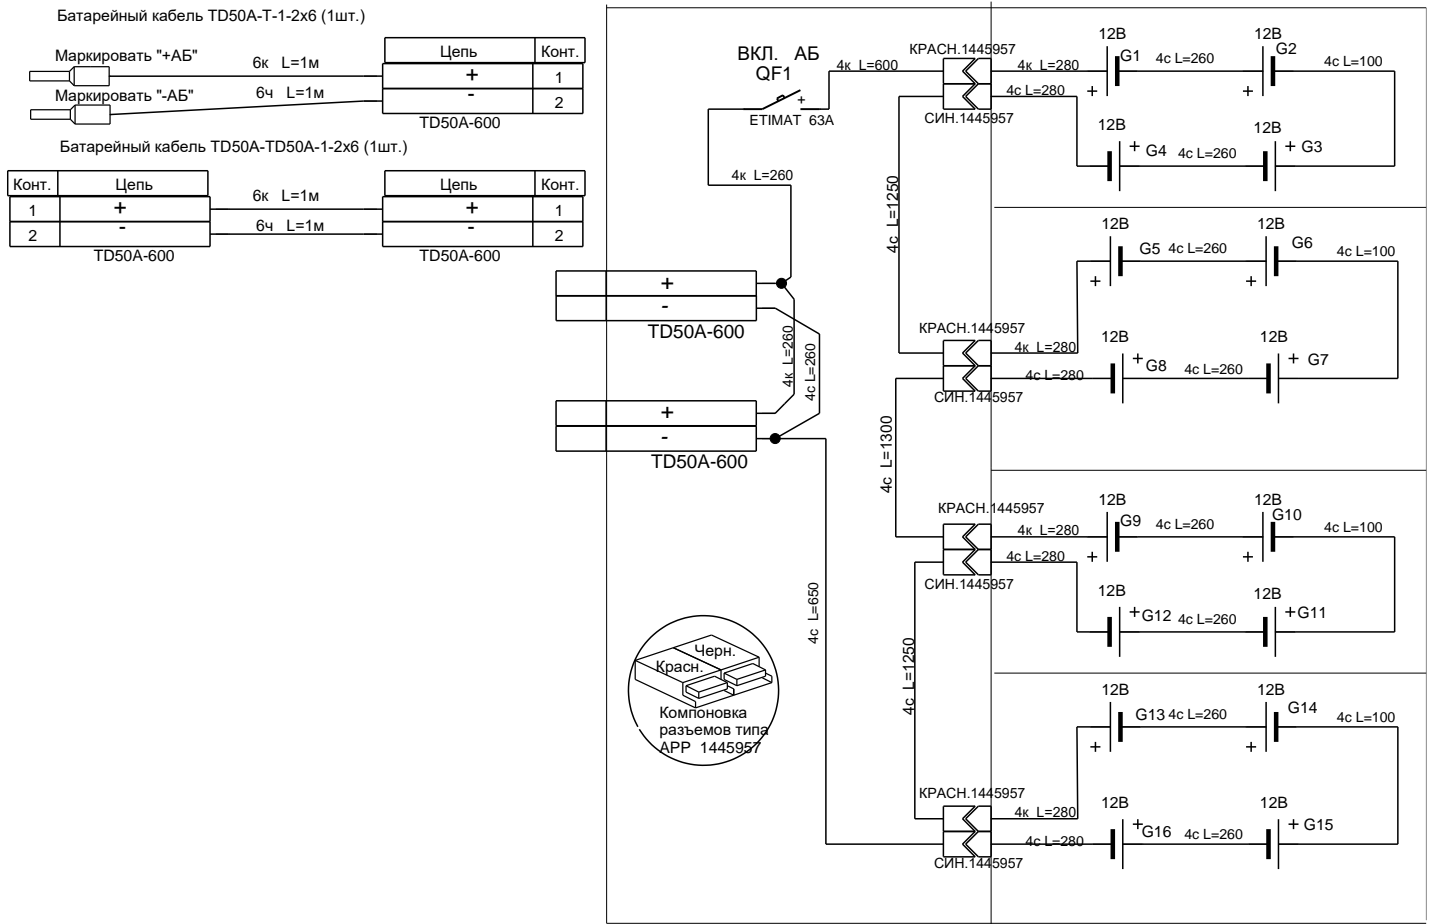 Батарейный кабель TD50A-T-1-2x6 (1шт.)
Маркировать "+АБ"
6к L=1м
Цепь Конт.
+ 1
Маркировать "-АБ"
6ч L=1м
- 2
TD50A-600
Батарейный кабель TD50A-TD50A-1-2x6 (1шт.)
Конт. Цепь
1 +
2 -
TD50A-600
6к L=1м
6ч L=1м
Цепь Конт.
+ 1
- 2
TD50A-600
ВКЛ. АБ
QF1
+
ETIMAT 63А
4к L=600
4к L=260
+
-
TD50A-600
4к L=260
4с L=260
+
-
TD50A-600
4с L=650
4с L=1250
4с L=1300
4с L=1250
Черн.
Красн.
Компоновка
разъемов типа
АРР 1445957
КРАСН.1445957
СИН.1445957
4к L=280
4с L=280
12В
G1
+
4с L=260
12В
G2
+
4с L=100
12В
+ G4
4с L=260
12В
+ G3
КРАСН.1445957
СИН.1445957
4к L=280
4с L=280
12В
G5
+
4с L=260
12В
G6
+
4с L=100
12В
+ G8
4с L=260
12В
+ G7
КРАСН.1445957
СИН.1445957
4к L=280
4с L=280
12В
G9
+
4с L=260
12В
G10
+
4с L=100
12В
+ G12
4с L=260
12В
+ G11
КРАСН.1445957
СИН.1445957
4к L=280
4с L=280
12В
G13
+
4с L=260
12В
G14
+
4с L=100
12В
+ G16
4с L=260
12В
+ G15